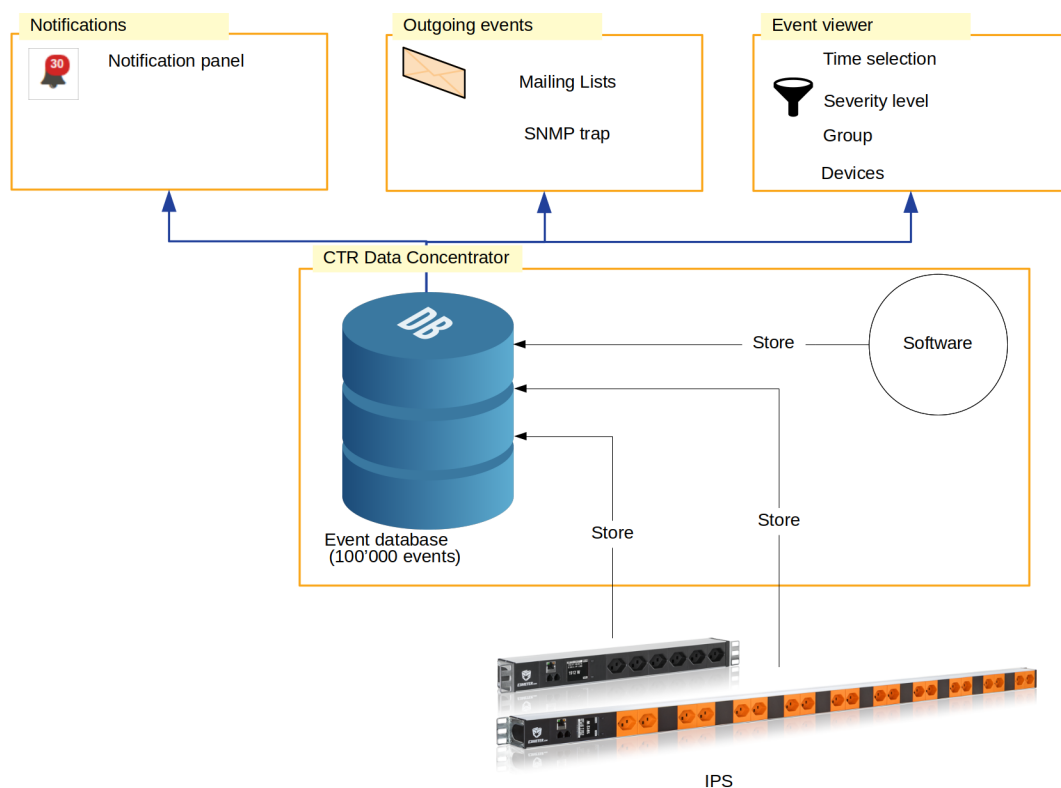 Notifications
30
Notification panel
Outgoing events
Mailing Lists
SNMP trap
Event viewer
Time selection
Severity level
Group
Devices
CTR Data Concentrator
DB
Store
Software
Event database
(100'000 events)
Store
Store
IPS